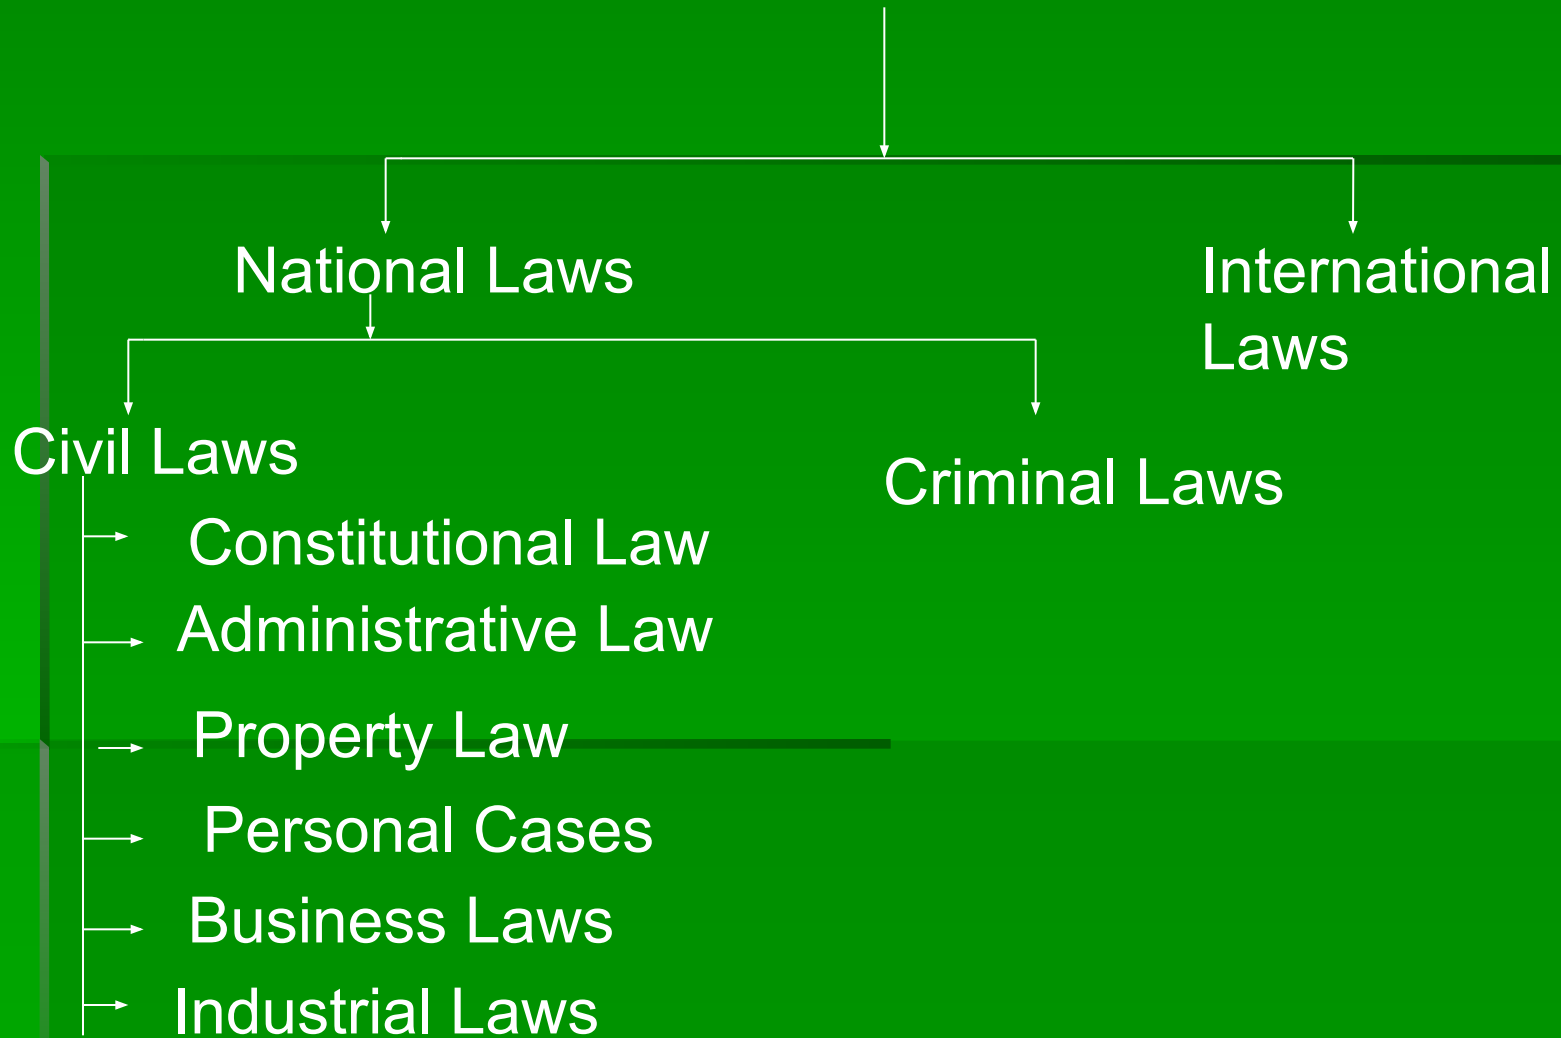 National Laws
International
Laws
Civil Laws
Criminal Laws
Constitutional Law
Administrative Law
Property Law
Personal Cases
Business Laws
Industrial Laws